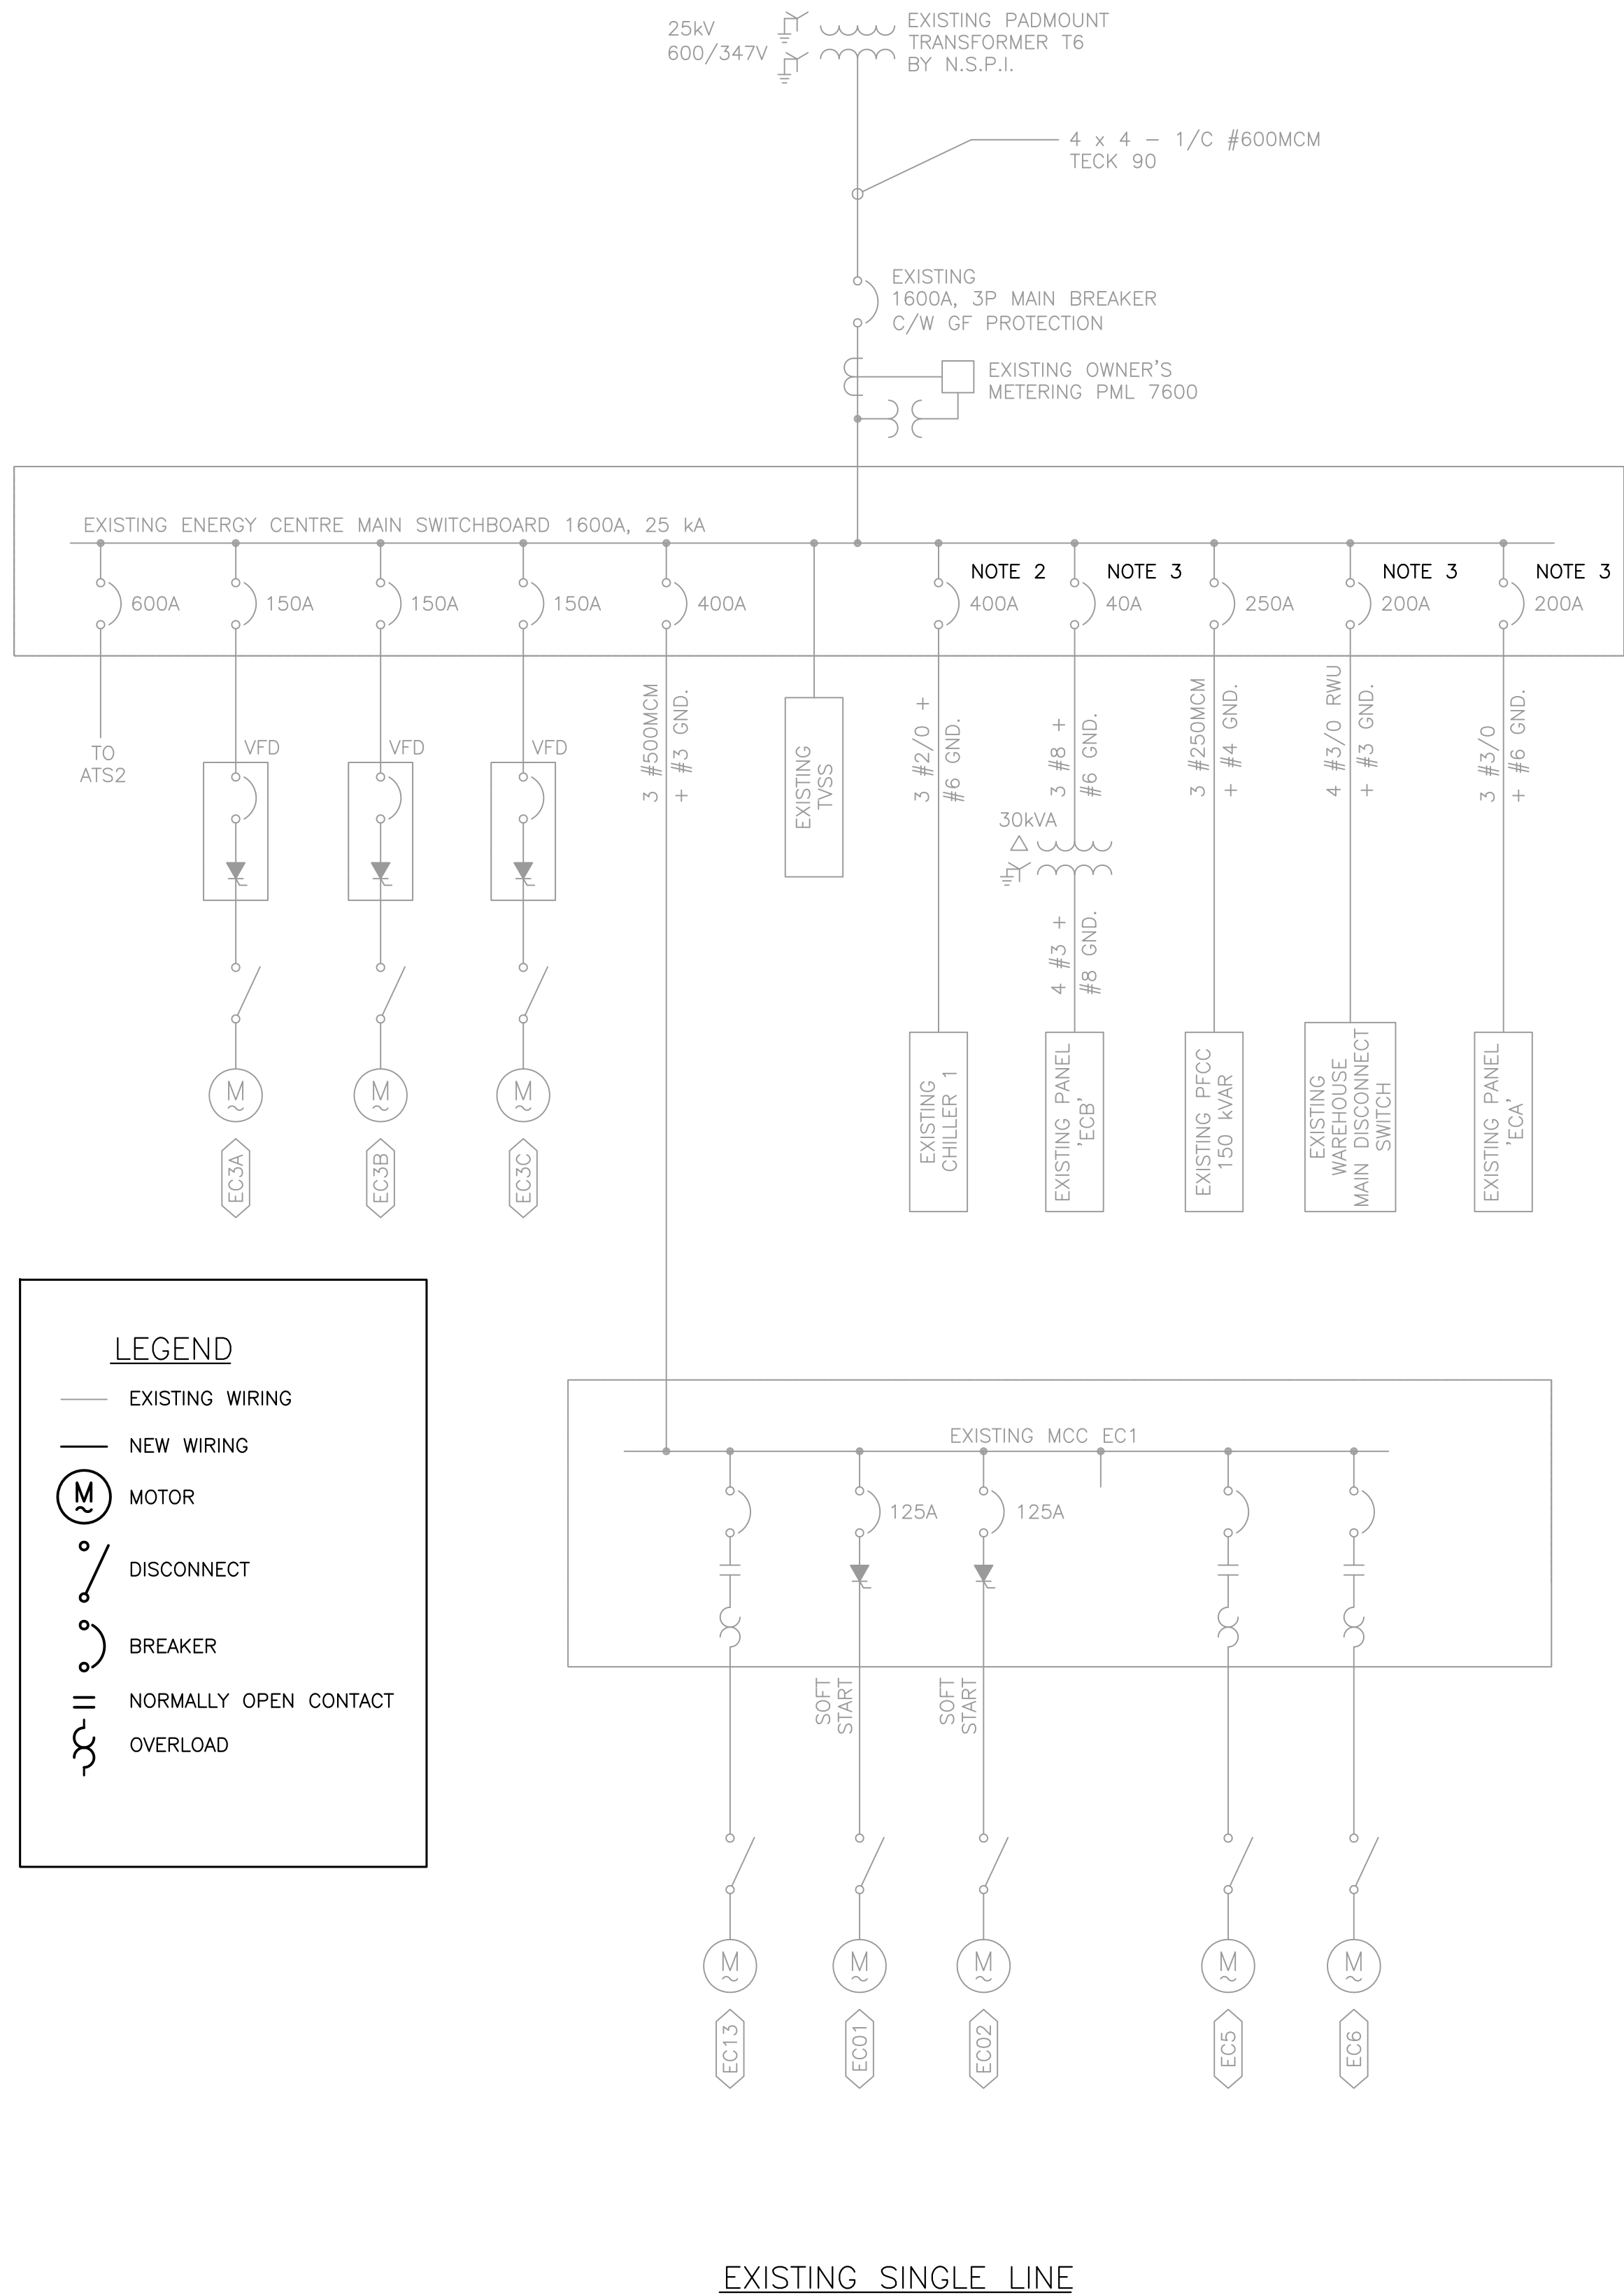 25kV
600/347V
EXISTING PADMOUNT
TRANSFORMER T6
BY N.S.P.I.
4 x 4 - 1/C #600MCM
TECK 90
EXISTING
1600A, 3P MAIN BREAKER
C/W GF PROTECTION
EXISTING OWNER'S
METERING PML 7600
EXISTING ENERGY CENTRE MAIN SWITCHBOARD 1600A, 25 kA
NOTE 2
NOTE 3
NOTE 3
NOTE 3
600A
150A
150A
150A
400A
400A
40A
250A
200A
200A
TO
ATS2
VFD
VFD
VFD
3 #500MCM
+ #3 GND.
EXISTING
TVSS
3 #2/0 +
#6 GND.
3 #8 +
#6 GND.
3 #250MCM
+ #4 GND.
4 #3/0 RWU
+ #3 GND.
3 #3/0
+ #6 GND.
30kVA
4 #3 +
#8 GND.
M
M
M
EC3A
EC3B
EC3C
EXISTING
CHILLER 1
EXISTING PANEL
'ECB'
EXISTING PFCC
150 kVAR
EXISTING
WAREHOUSE
MAIN DISCONNECT
SWITCH
EXISTING PANEL
'ECA'
LEGEND
EXISTING WIRING
NEW WIRING
M
MOTOR
DISCONNECT
BREAKER
NORMALLY OPEN CONTACT
OVERLOAD
EXISTING MCC EC1
125A
125A
SOFT
START
SOFT
START
M
M
M
M
M
EC13
EC01
EC02
EC5
EC6
EXISTING SINGLE LINE